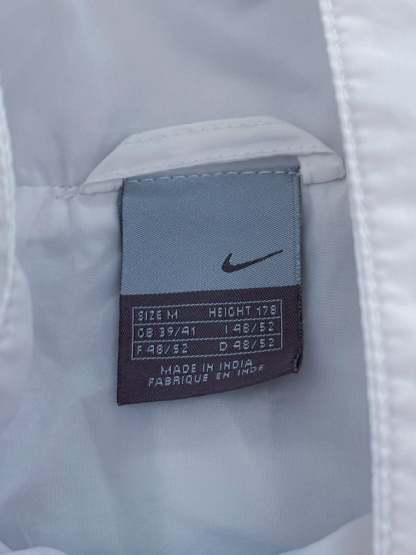 SIZE M HEIGHT 178
GB 39/41 I 48/52
F 48/52 D 48/52
MADE IN INDIA
FABRIQUE EN INDE